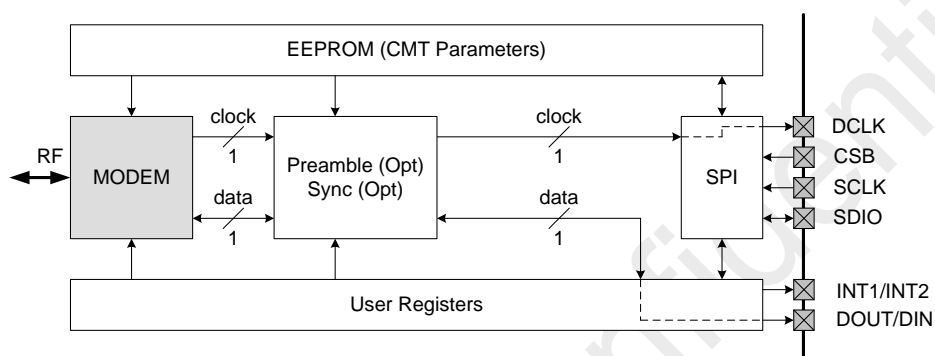 EEPROM (CMT Parameters)
RF
MODEM
clock
1
data
1
Preamble (Opt)
Sync (Opt)
clock
1
data
1
SPI
DCLK
CSB
SCLK
SDIO
User Registers
INT1/INT2
DOUT/DIN